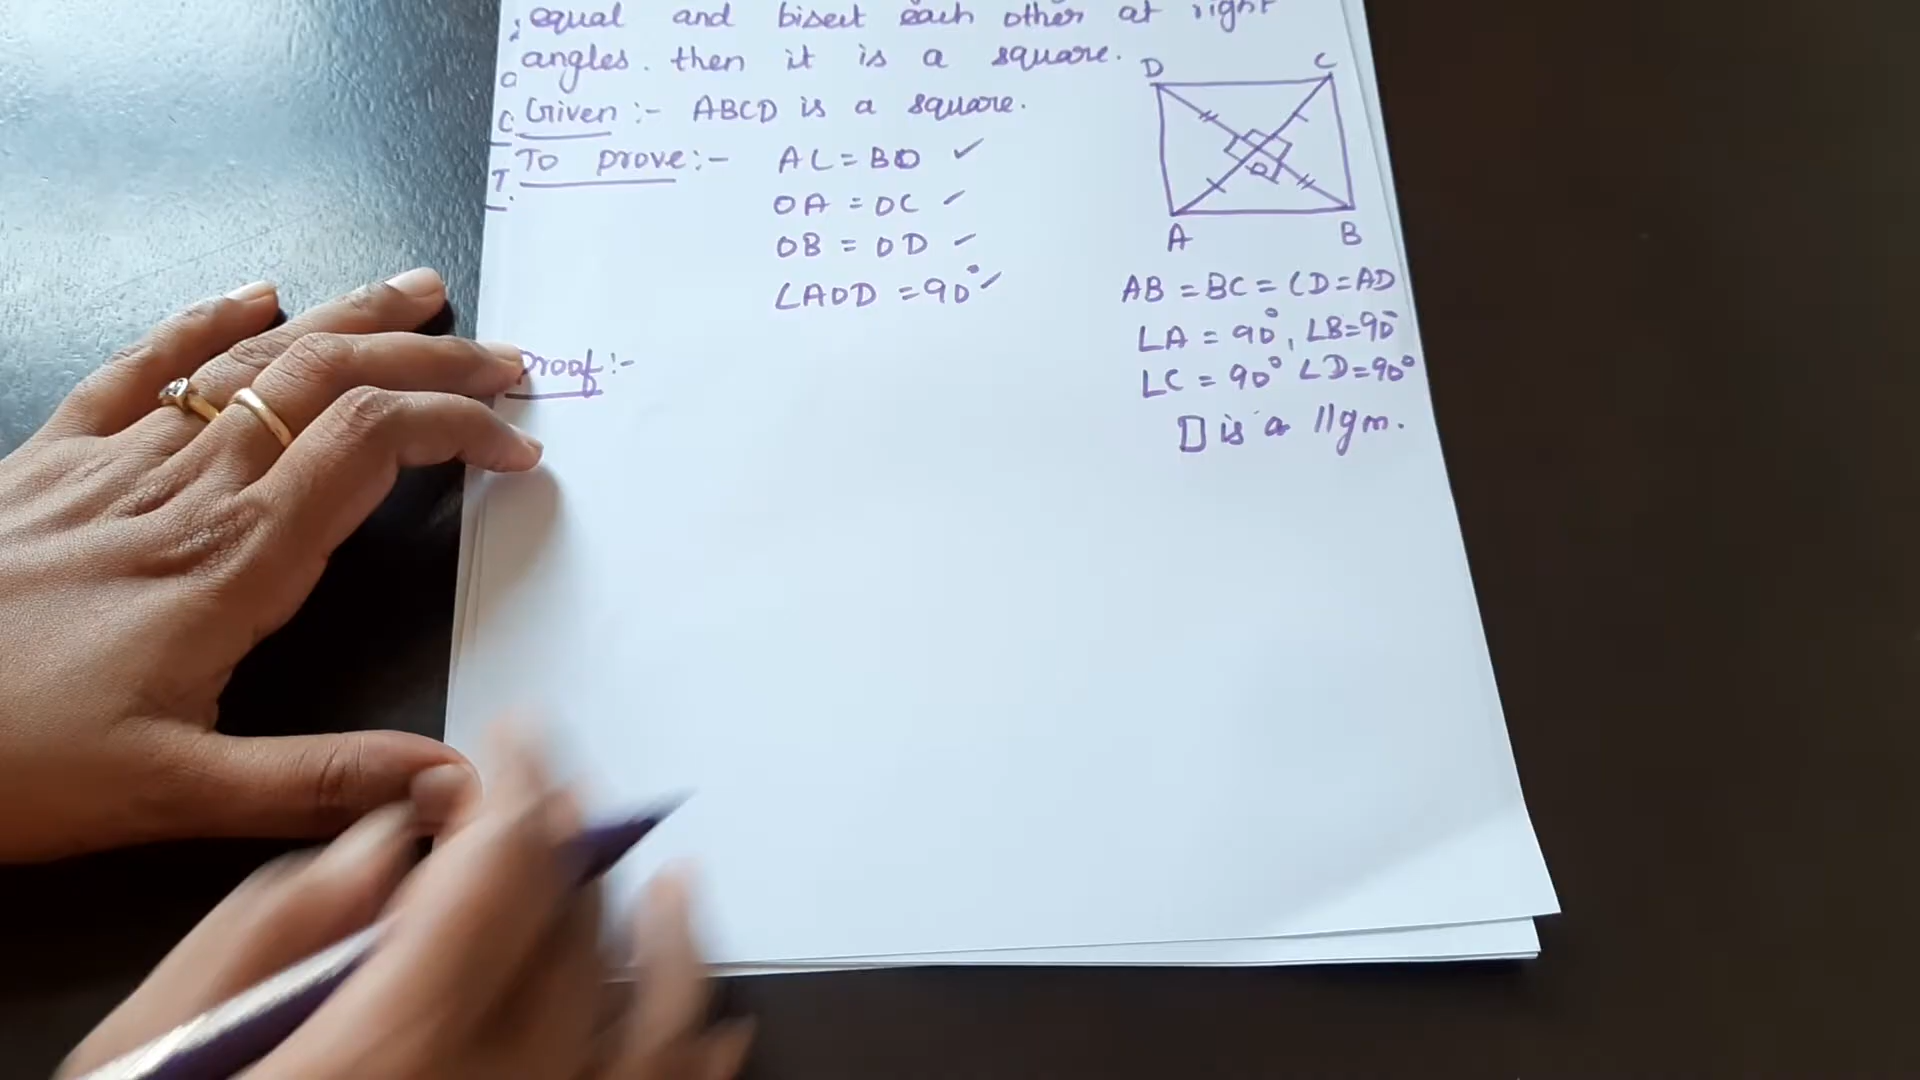 equal and bisect each other at right
angles. then it is a square.
Given :- ABCD is a square.
To prove:- AC = BD ✓
OA = OC ✓
OB = OD ✓
∠AOD = 90° ✓
Proof:-
D C
O
A B
AB = BC = CD = AD
∠A = 90°, ∠B=90°
∠C = 90° ∠D=90°
□ is a ||gm.